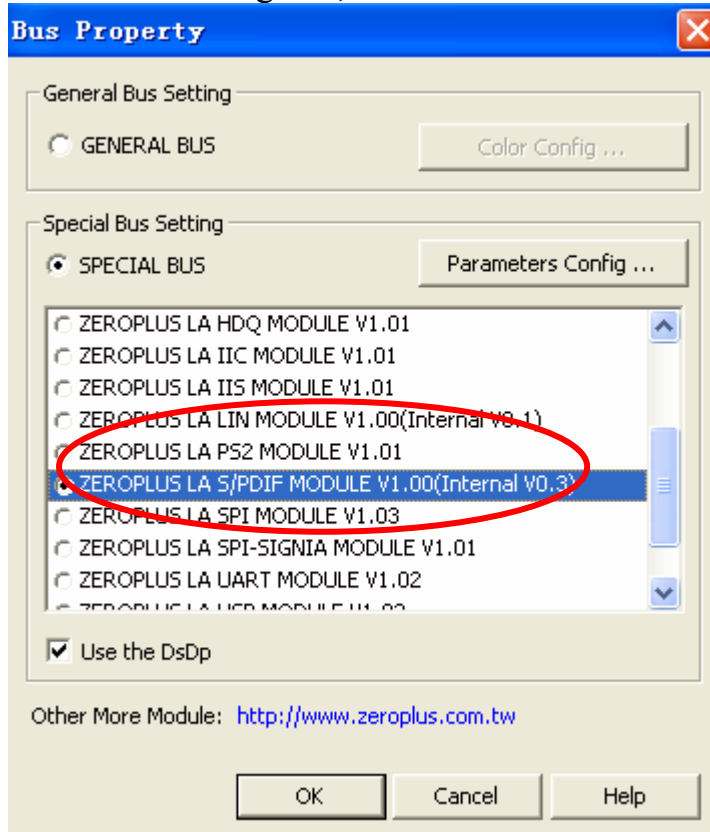 Bus Property
General Bus Setting
GENERAL BUS
Color Config ...
Special Bus Setting
SPECIAL BUS
Parameters Config ...
ZEROPLUS LA HDQ MODULE V1.01
ZEROPLUS LA IIC MODULE V1.01
ZEROPLUS LA IIS MODULE V1.01
ZEROPLUS LA LIN MODULE V1.00(Internal V0.1)
ZEROPLUS LA PS2 MODULE V1.01
ZEROPLUS LA S/PDIF MODULE V1.00(Internal V0.3)
ZEROPLUS LA SPI MODULE V1.03
ZEROPLUS LA SPI-SIGNIA MODULE V1.01
ZEROPLUS LA UART MODULE V1.02
Use the DsDp
Other More Module: http://www.zeroplus.com.tw
OK Cancel Help